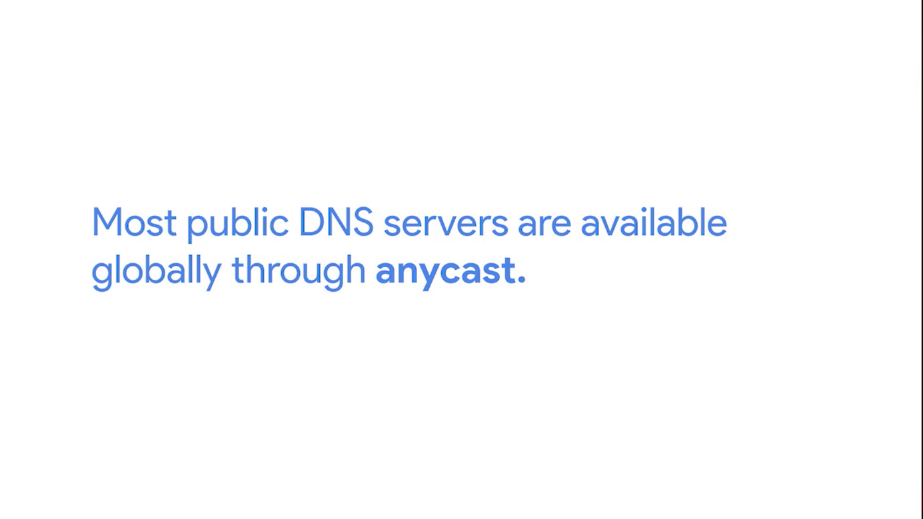 Most public DNS servers are available
globally through anycast.